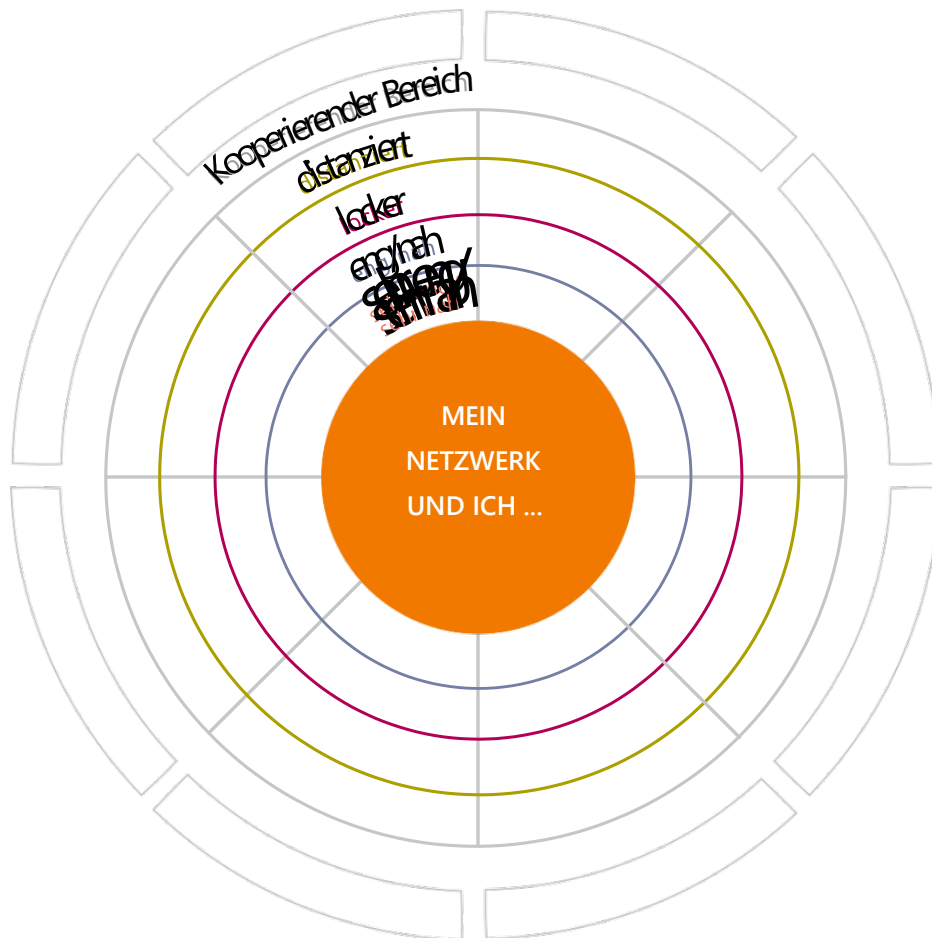 Kooperierender Bereich
distanziert
locker
eng/nah
MEIN
NETZWERK
UND ICH ...